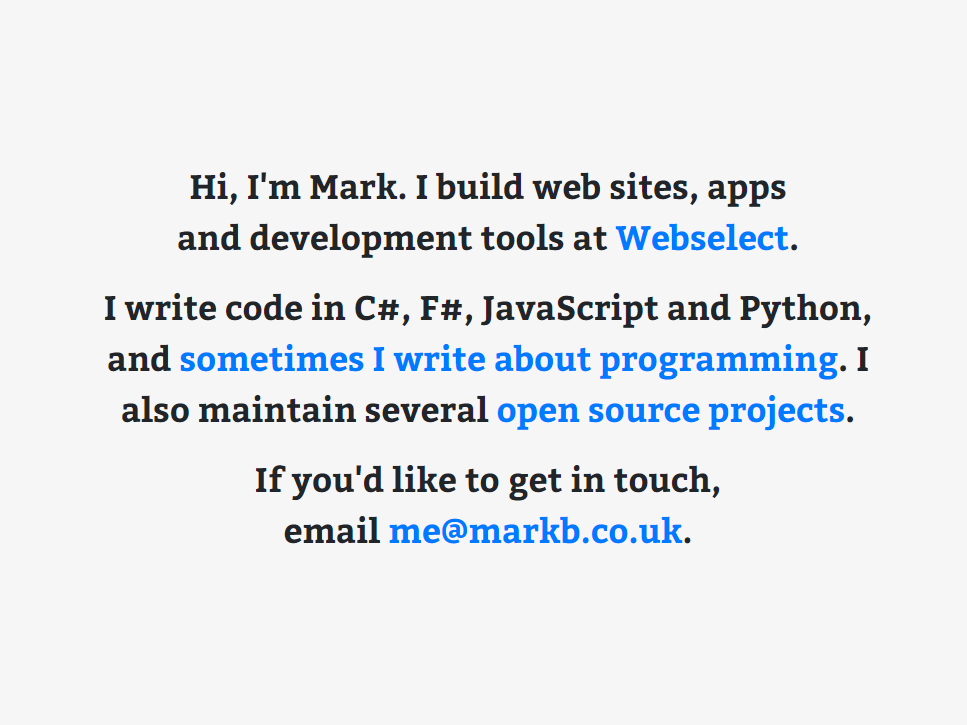 Hi, I'm Mark. I build web sites, apps
and development tools at Webselect.
I write code in C#, F#, JavaScript and Python,
and sometimes I write about programming. I
also maintain several open source projects.
If you'd like to get in touch,
email me@markb.co.uk.